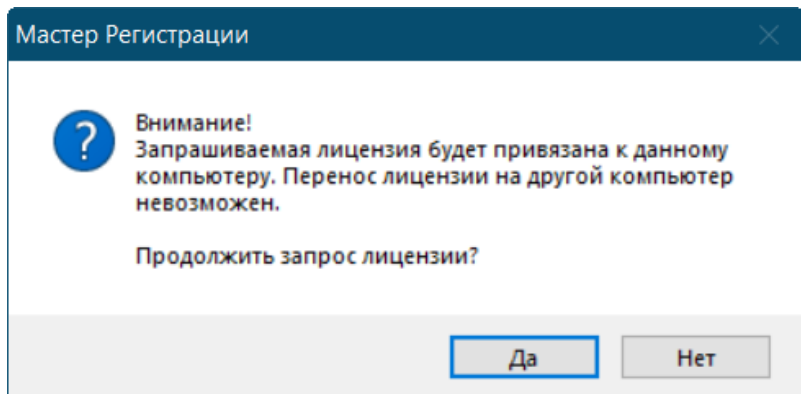 Мастер Регистрации
Внимание!
Запрашиваемая лицензия будет привязана к данному
компьютеру. Перенос лицензии на другой компьютер
невозможен.
Продолжить запрос лицензии?
Да
Нет